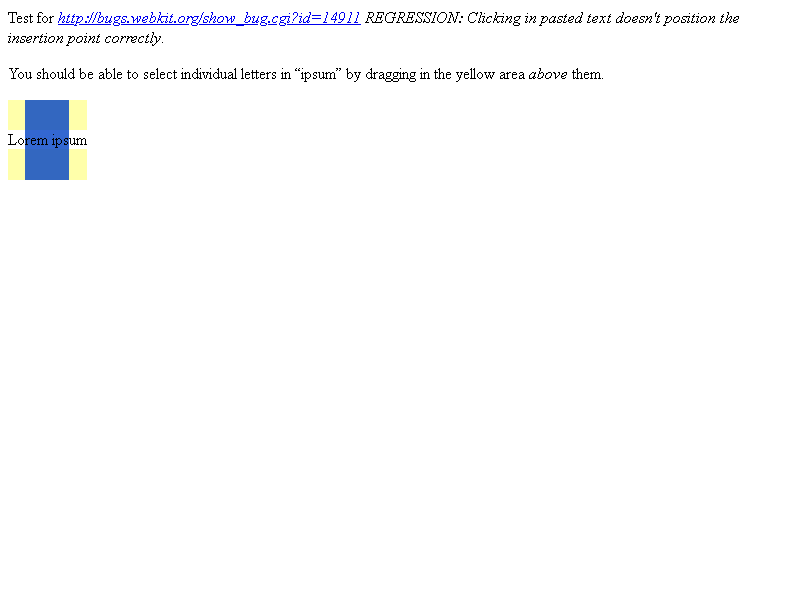 Test for http://bugs.webkit.org/show_bug.cgi?id=14911 REGRESSION: Clicking in pasted text doesn't position the
insertion point correctly.
You should be able to select individual letters in “ipsum” by dragging in the yellow area above them.
Lorem ipsum